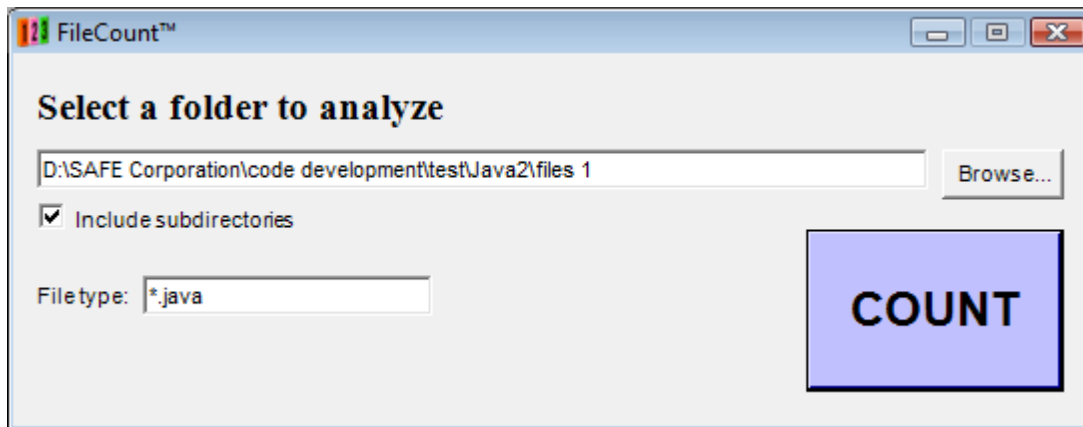 123 FileCount™
Select a folder to analyze
D:\SAFE Corporation\code development\test\Java2\files 1
Browse...
Include subdirectories
File type: *.java
COUNT